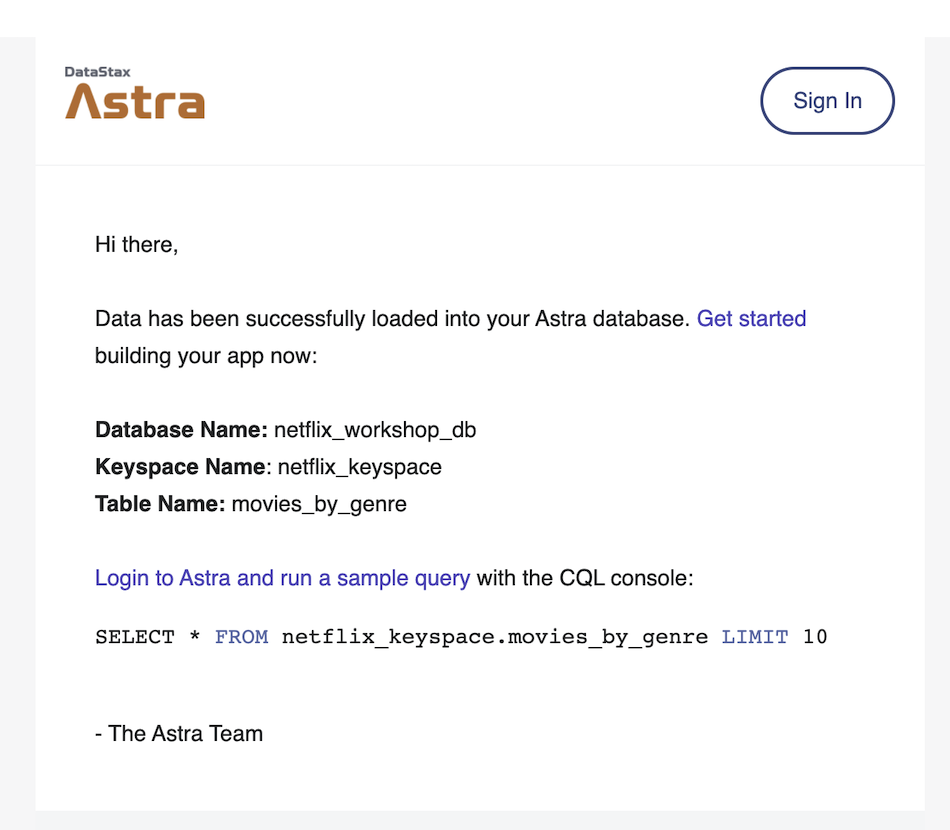 DataStax
Astra
Sign In
Hi there,
Data has been successfully loaded into your Astra database. Get started
building your app now:
Database Name: netflix_workshop_db
Keyspace Name: netflix_keyspace
Table Name: movies_by_genre
Login to Astra and run a sample query with the CQL console:
SELECT * FROM netflix_keyspace.movies_by_genre LIMIT 10
- The Astra Team